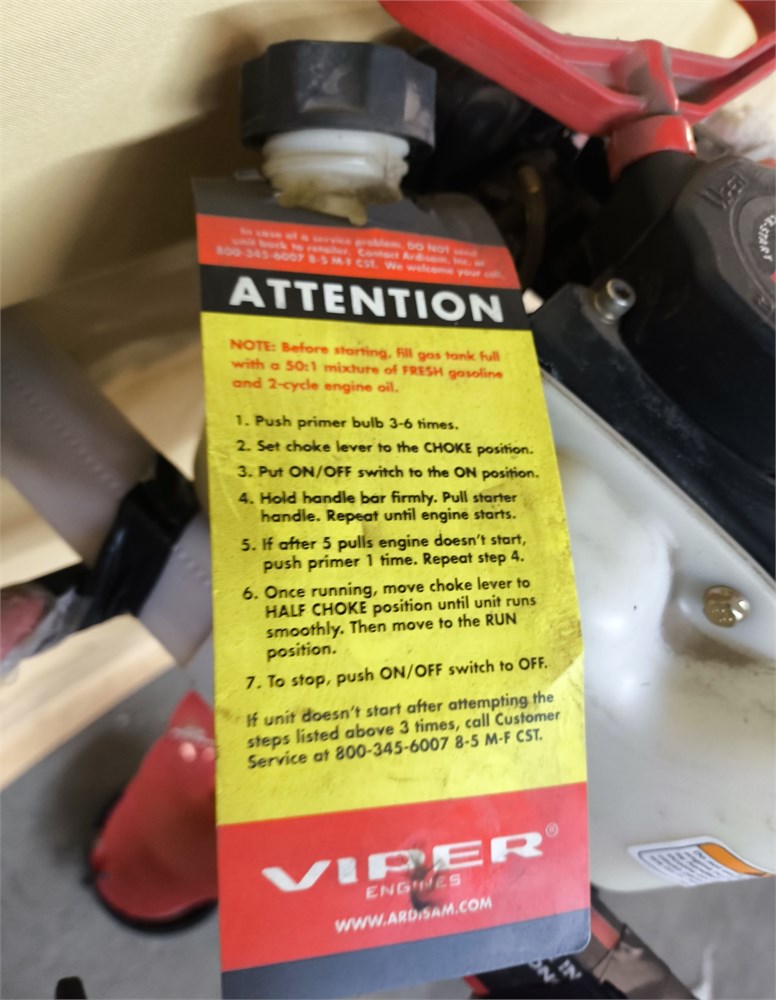 In case of a service problem, DO NOT send
unit back to retailer. Contact Ardisam, Inc. at
800-345-6007 8-5 M-F CST. We welcome your call.
ATTENTION
NOTE: Before starting, fill gas tank full
with a 50:1 mixture of FRESH gasoline
and 2-cycle engine oil.
1. Push primer bulb 3-6 times.
2. Set choke lever to the CHOKE position.
3. Put ON/OFF switch to the ON position.
4. Hold handle bar firmly. Pull starter
handle. Repeat until engine starts.
5. If after 5 pulls engine doesn't start,
push primer 1 time. Repeat step 4.
6. Once running, move choke lever to
HALF CHOKE position until unit runs
smoothly. Then move to the RUN
position.
7. To stop, push ON/OFF switch to OFF.
If unit doesn't start after attempting the
steps listed above 3 times, call Customer
Service at 800-345-6007 8-5 M-F CST.
VIPER®
ENGINES
WWW.ARDISAM.COM